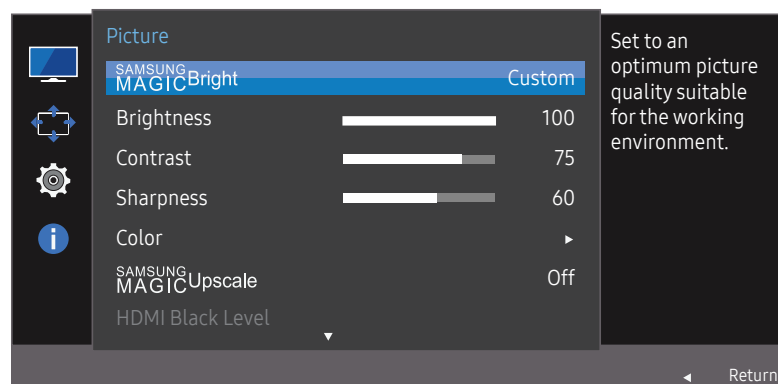 Picture
SAMSUNG
MAGICBright Custom
Brightness 100
Contrast 75
Sharpness 60
Color
SAMSUNG
MAGICUpscale Off
HDMI Black Level
Set to an
optimum picture
quality suitable
for the working
environment.
Return